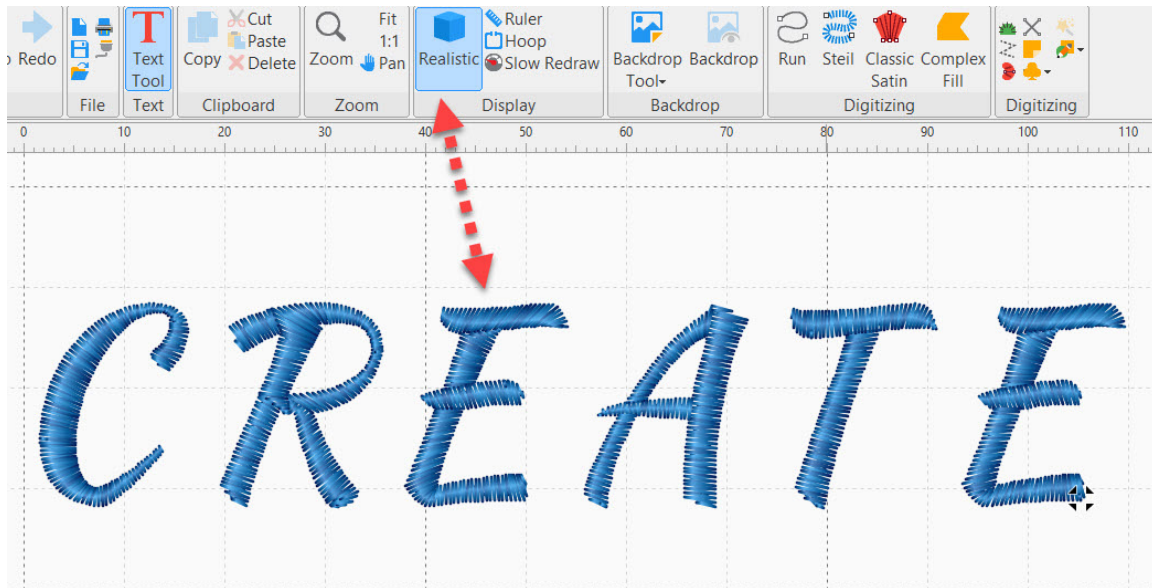 Cut
Ruler
Fit
Paste
1:1
Hoop
Redo
Text
Tool
Copy
Delete
Zoom
Pan
Realistic
Slow Redraw
Backdrop
Tool
Backdrop
Run
Steil
Classic
Satin
Complex
Fill
File
Text
Clipboard
Zoom
Display
Backdrop
Digitizing
Digitizing
0 10 20 30 40 50 60 70 80 90 100 110
CREATE